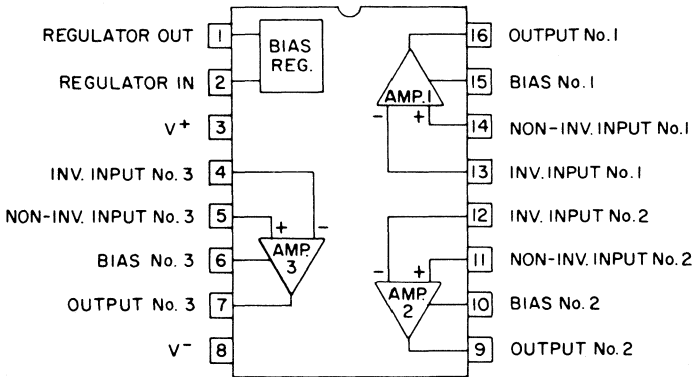 REGULATOR OUT 1
REGULATOR IN 2
V+ 3
INV. INPUT No. 3 4
NON-INV. INPUT No. 3 5
BIAS No. 3 6
OUTPUT No. 3 7
V- 8
BIAS
REG.
+ -
AMP.
3
AMP. 1
- +
- +
AMP.
2
16 OUTPUT No. 1
15 BIAS No. 1
14 NON-INV. INPUT No. 1
13 INV. INPUT No. 1
12 INV. INPUT No. 2
11 NON-INV. INPUT No. 2
10 BIAS No. 2
9 OUTPUT No. 2